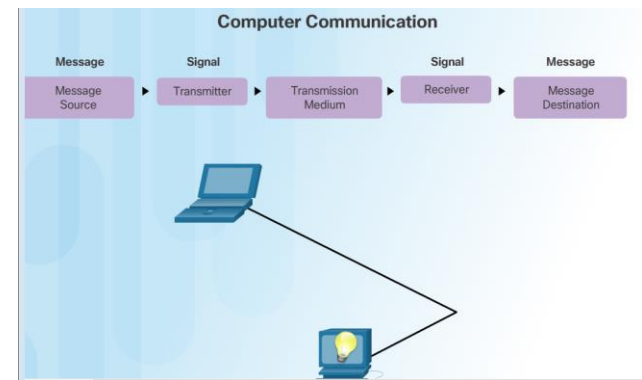 Computer Communication
Message
Signal
Signal
Message
Message
Source
Transmitter
Transmission
Medium
Receiver
Message
Destination